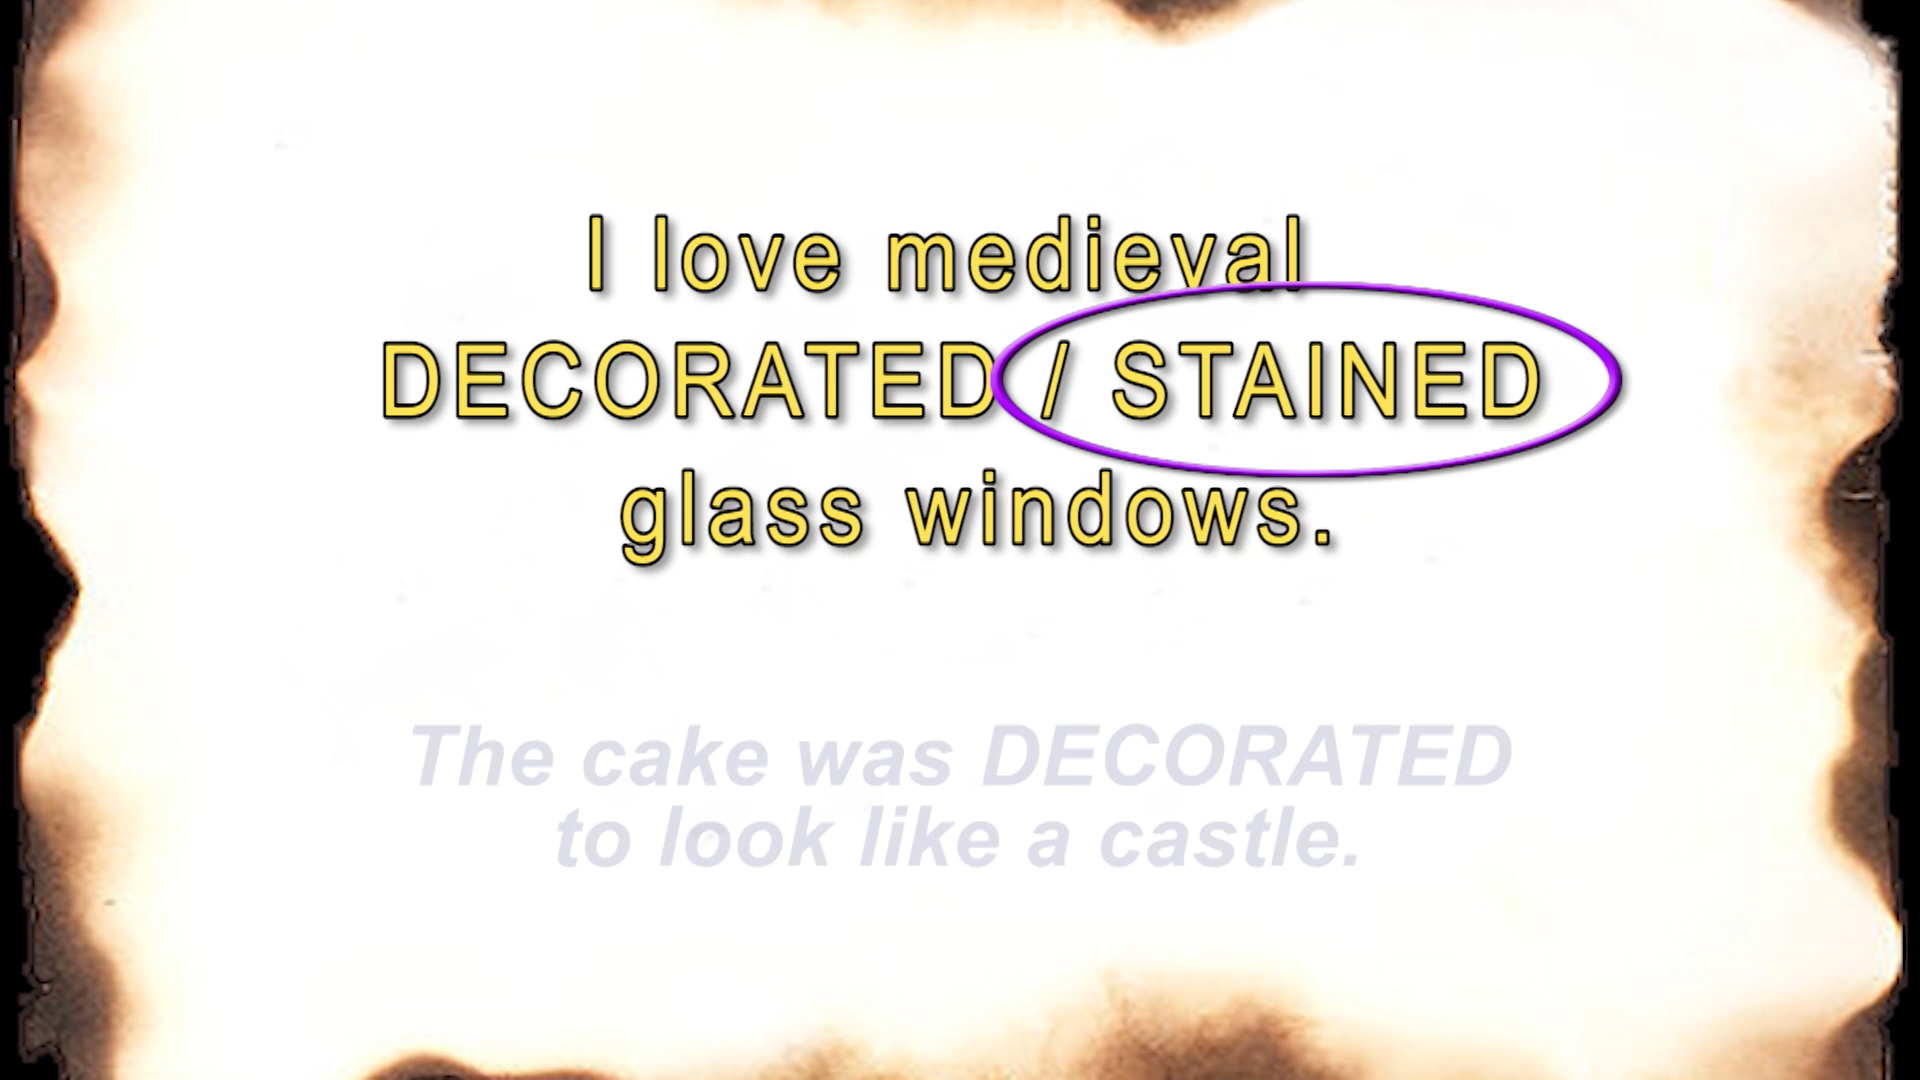 I love medieval
DECORATED / STAINED
glass windows.
The cake was DECORATED
to look like a castle.